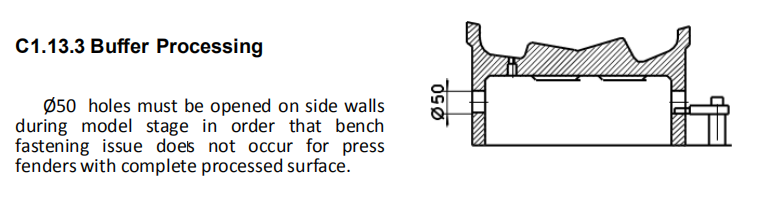 C1.13.3 Buffer Processing
Ø50 holes must be opened on side walls
during model stage in order that bench
fastening issue does not occur for press
fenders with complete processed surface.
Ø50